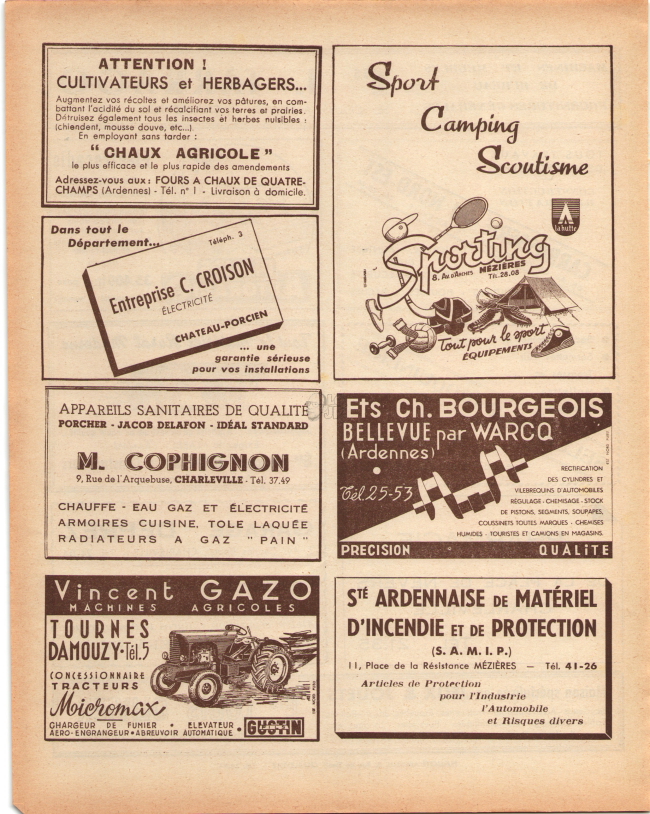 ATTENTION !
CULTIVATEURS et HERBAGERS...
Augmentez vos récoltes et améliorez vos pâtures, en com-
battant l'acidité du sol et récalcifiant vos terres et prairies.
Détruisez également tous les insectes et herbes nuisibles :
(chiendent, mousse douve, etc...)
En employant sans tarder :
"CHAUX AGRICOLE"
le plus efficace et le plus rapide des amendements
Adressez-vous aux : FOURS A CHAUX DE QUATRE-
CHAMPS (Ardennes) - Tél. n° 1 - Livraison à domicile.
Sport
Camping
Scoutisme
la hutte
Sporting
8. Av. D'ARCHES MÉZIÈRES
TÉL. 28.08
Tout pour le sport
ÉQUIPEMENTS
Dans tout le
Département...
Téléph. 3
Entreprise C. CROISON
ÉLECTRICITÉ
CHATEAU-PORCIEN
... une
garantie sérieuse
pour vos installations
APPAREILS SANITAIRES DE QUALITÉ
PORCHER - JACOB DELAFON - IDÉAL STANDARD
M. COPHIGNON
9, Rue de l'Arquebuse, CHARLEVILLE - Tél. 37.49
CHAUFFE - EAU GAZ ET ÉLECTRICITÉ
ARMOIRES CUISINE, TOLE LAQUÉE
RADIATEURS A GAZ "PAIN"
Ets Ch. BOURGEOIS
BELLEVUE par WARCQ
(Ardennes)
Tél 25-53
RECTIFICATION
DES CYLINDRES ET
VILEBREQUINS D'AUTOMOBILES
RÉGULAGE - CHEMISAGE - STOCK
DE PISTONS, SEGMENTS, SOUPAPES,
COUSSINETS TOUTES MARQUES - CHEMISES
HUMIDES - TOURISTES ET CAMIONS EN MAGASINS.
PRECISION QUALITE
Vincent GAZO
MACHINES AGRICOLES
TOURNES
DAMOUZY - Tél. 5
CONCESSIONNAIRE
TRACTEURS
Micromax
CHARGEUR DE FUMIER • ELEVATEUR
AERO-ENGRANGEUR • ABREUVOIR AUTOMATIQUE • GUSTIN
STÉ ARDENNAISE DE MATÉRIEL
D'INCENDIE ET DE PROTECTION
(S. A. M. I. P.)
11, Place de la Résistance MÉZIÈRES — Tél. 41-26
Articles de Protection
pour l'Industrie
l'Automobile
et Risques divers